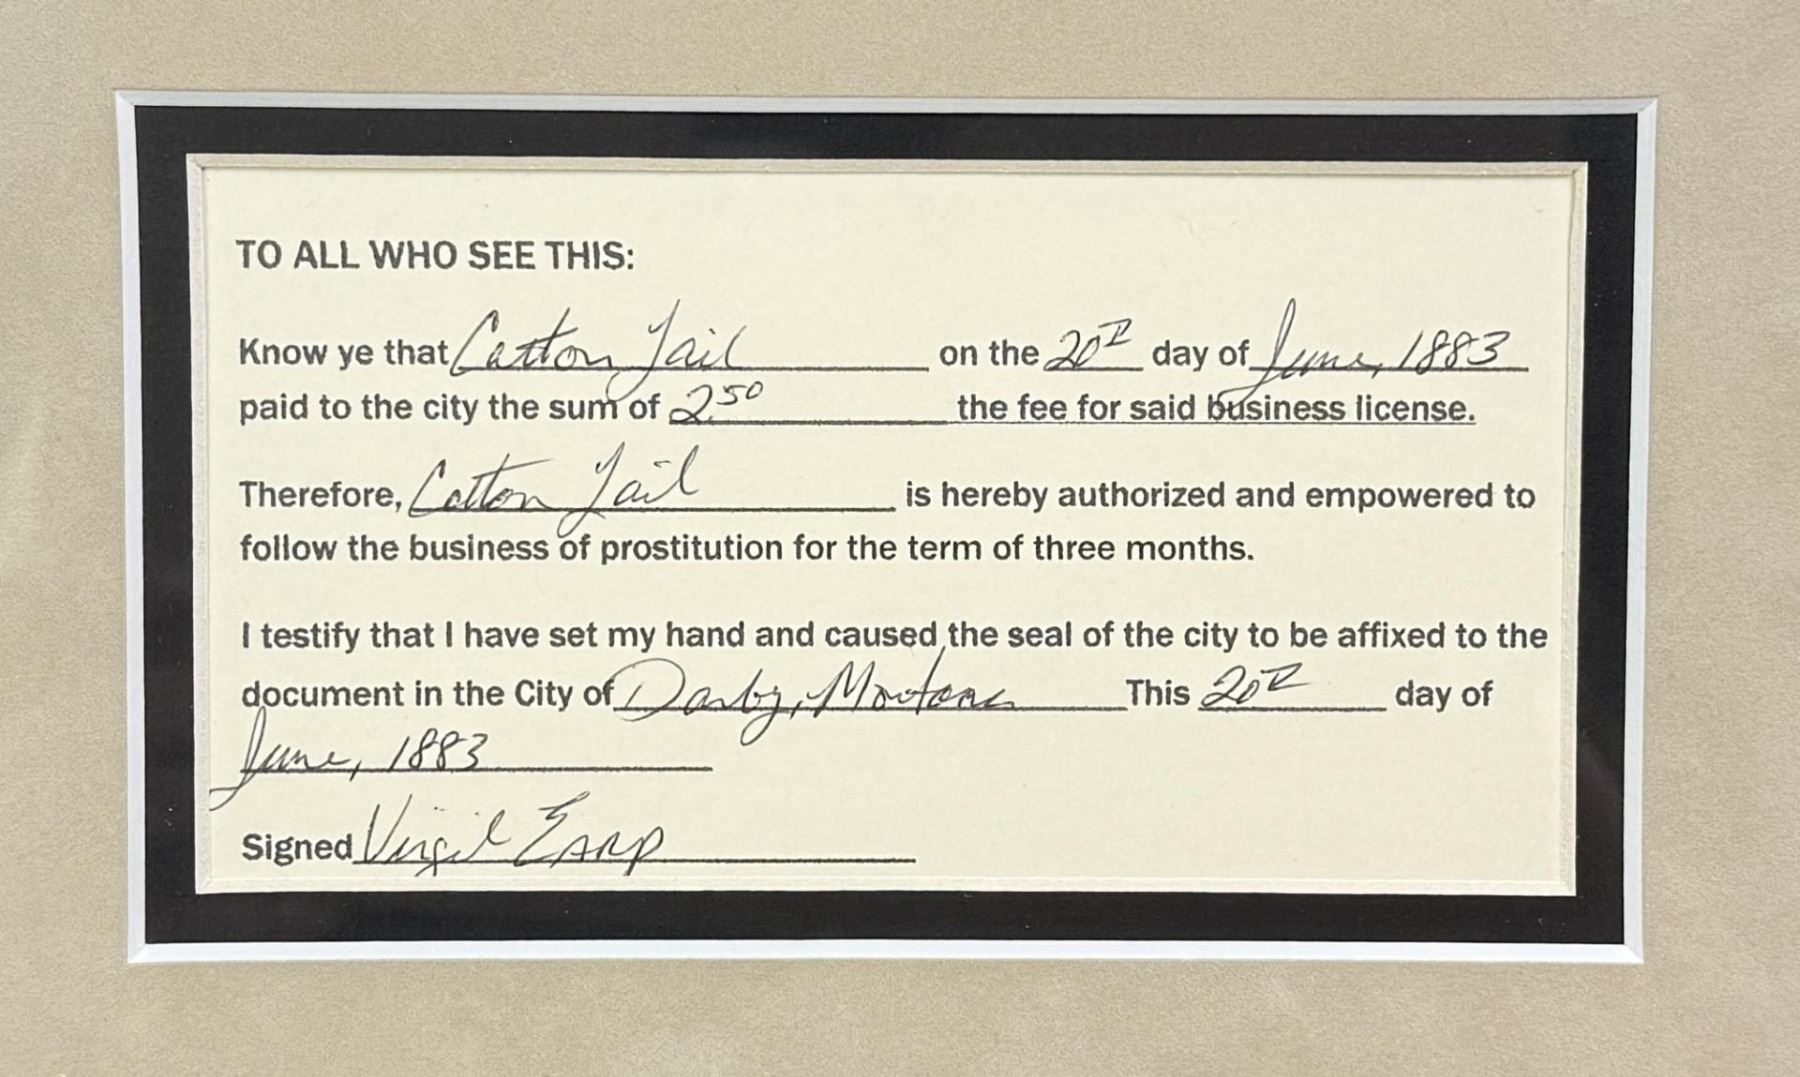 TO ALL WHO SEE THIS:
Know ye that Cotton Tail on the 20th day of June, 1883
paid to the city the sum of 2.50 the fee for said business license.
Therefore, Cotton Tail is hereby authorized and empowered to
follow the business of prostitution for the term of three months.
I testify that I have set my hand and caused the seal of the city to be affixed to the
document in the City of Darby, Montana This 20th day of
June, 1883
Signed Virgil Earp